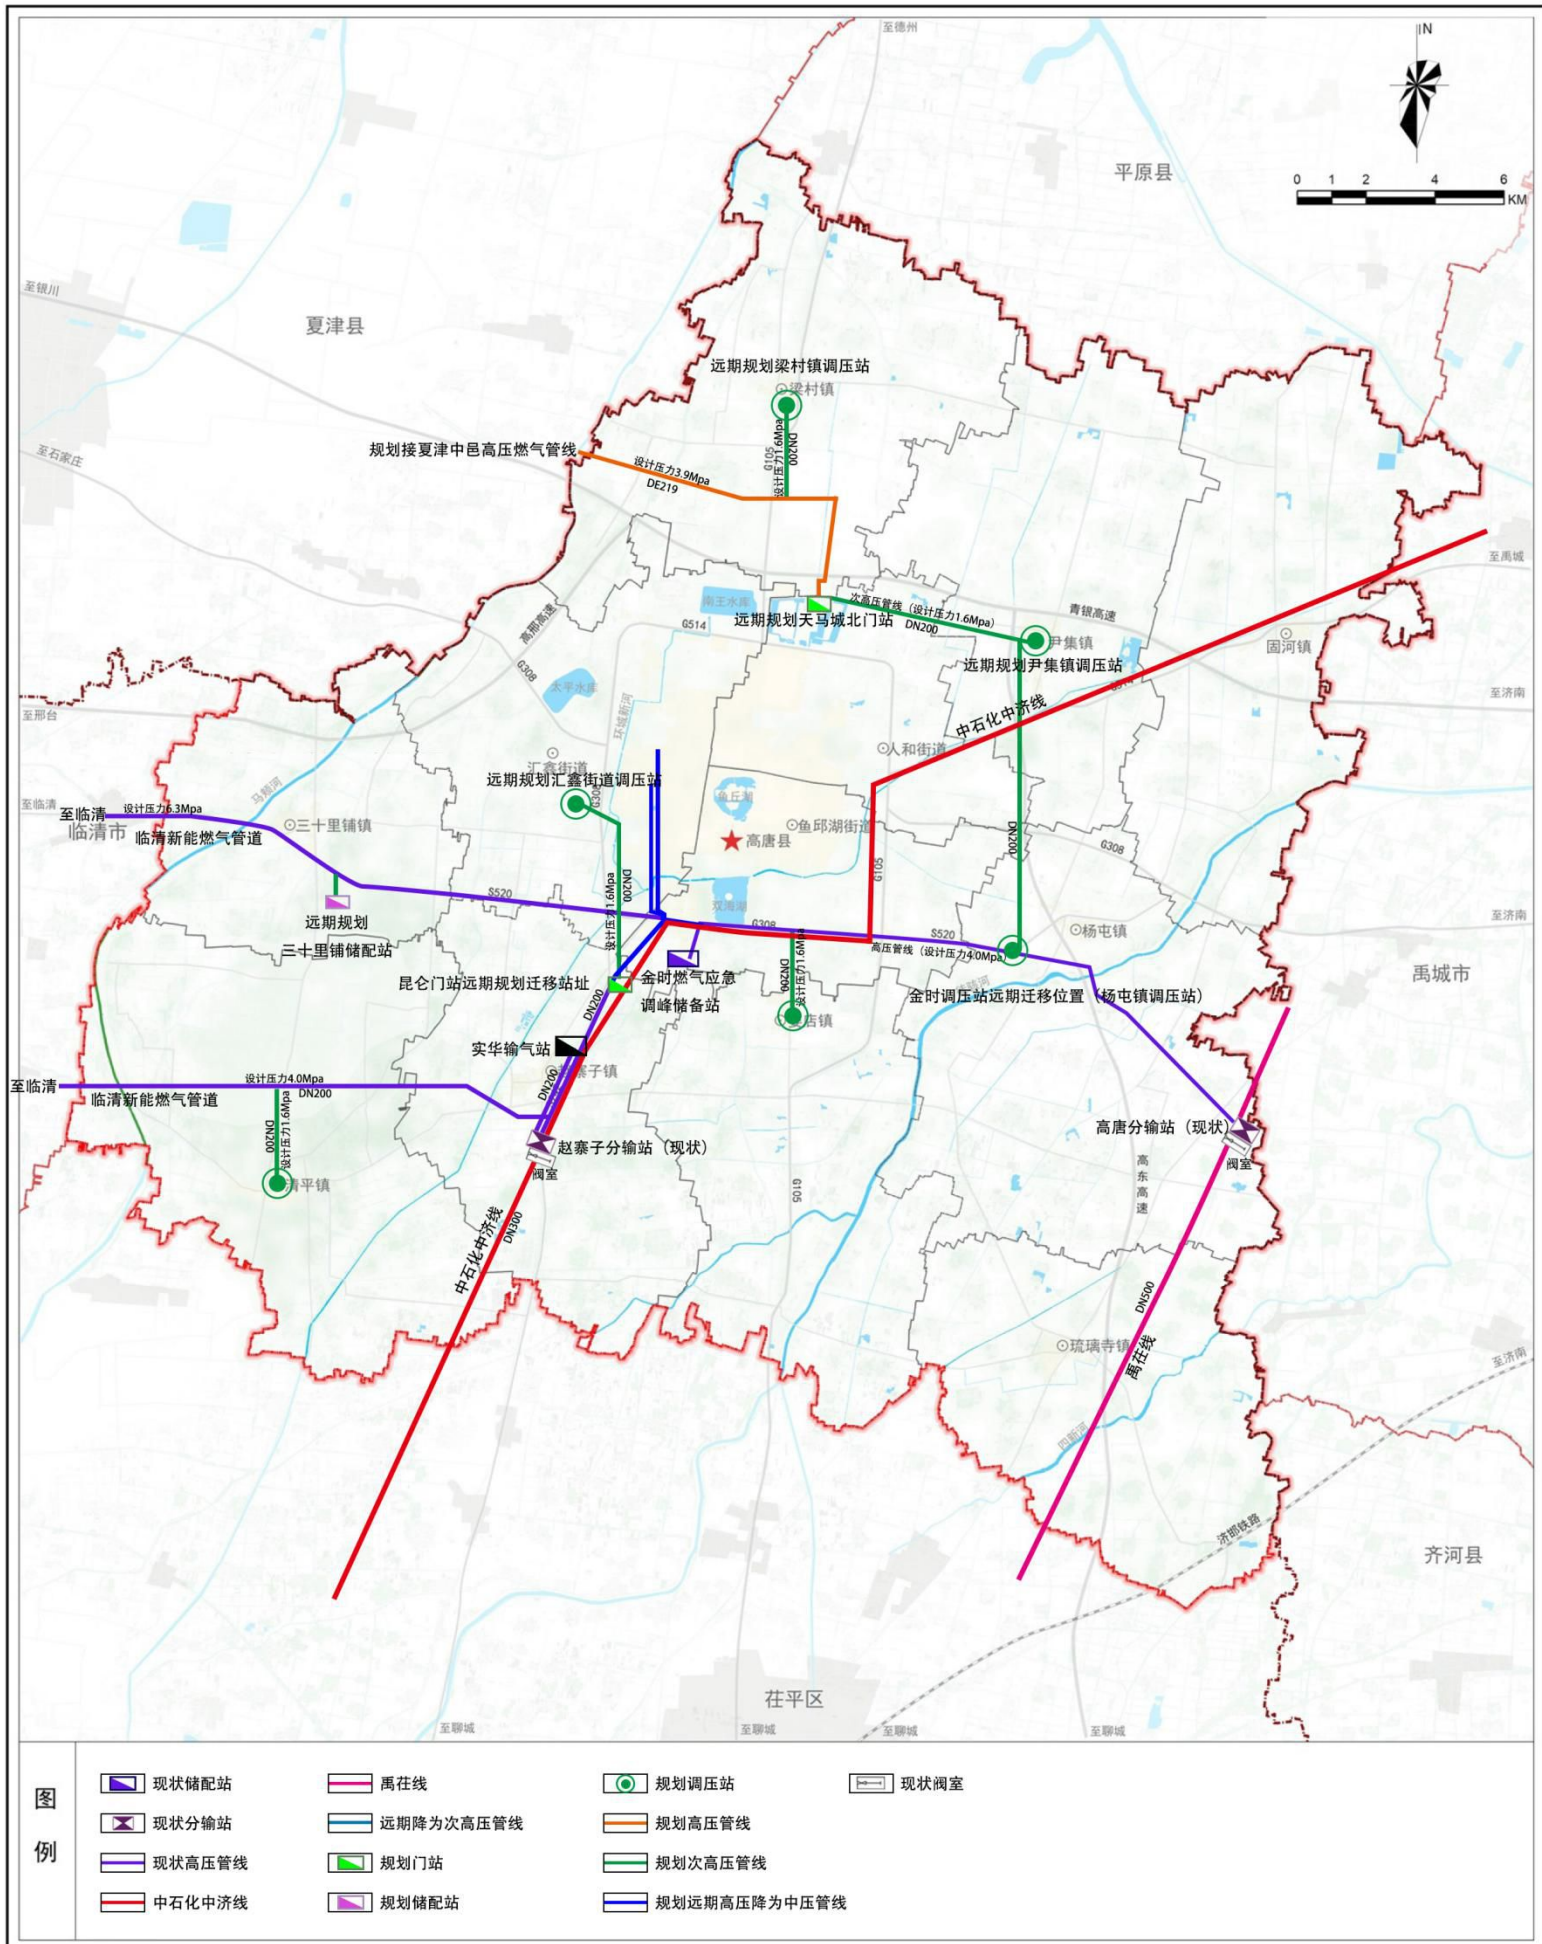 至德州
N
平原县
0 1 2 4 6
KM
至银川
夏津县
远期规划梁村镇调压站
梁村镇
规划接夏津中邑高压燃气管线
设计压力3.9Mpa
DE219
G105
设计压力1.6Mpa
DN200
至石家庄
至禹城
南王水库
次高压管线（设计压力1.6Mpa）
DN200
青银高速
远期规划天马城北门站
高邢高速
G514
尹集镇
固河镇
远期规划尹集镇调压站
G308
太平水库
环城新河
至济南
至邢台
中石化中济线
人和街道
汇鑫街道
远期规划汇鑫街道调压站
G308
马颊河
鱼丘湖
至临清
至临清
设计压力6.3Mpa
临清市
临清新能燃气管道
三十里铺镇
鱼邱湖街道
高唐县
DN200
G308
G105
DN200
设计压力1.6Mpa
S520
双海湖
远期规划
三十里铺储配站
G308
S520
高压管线（设计压力4.0Mpa）
杨屯镇
至济南
DN200
设计压力1.6Mpa
昆仑门站远期规划迁移站址
金时燃气应急
调峰储备站
禹城市
金时调压站远期迁移位置（杨屯镇调压站）
DN200
实华输气站
DN200
至临清
设计压力4.0Mpa
DN200
临清新能燃气管道
DN200
设计压力1.6Mpa
赵寨子分输站（现状）
阀室
高唐分输站（现状）
阀室
高东高速
清平镇
G105
中石化中济线
DN300
DN500
禹茌线
琉璃寺镇
至济南
四新河
济邯铁路
齐河县
茌平区
至聊城
至聊城
至聊城
至聊城
图例
现状储配站
禹茌线
规划调压站
现状阀室
现状分输站
远期降为次高压管线
规划高压管线
现状高压管线
规划门站
规划次高压管线
中石化中济线
规划储配站
规划远期高压降为中压管线